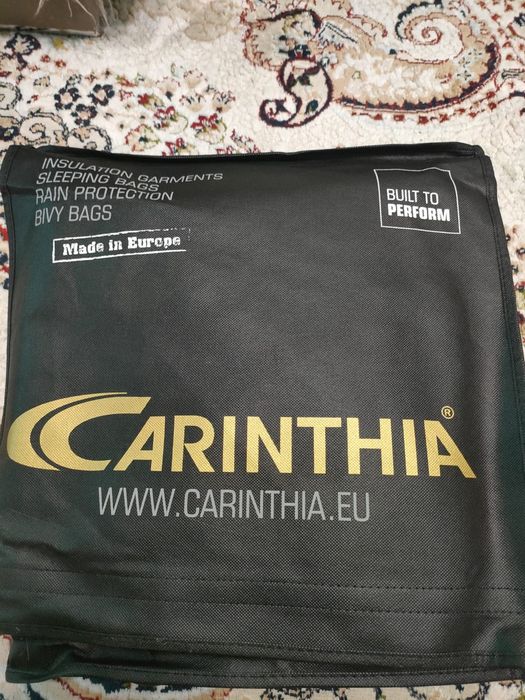 INSULATION GARMENTS
SLEEPING BAGS
RAIN PROTECTION
BIVY BAGS
Made in Europe
BUILT TO
PERFORM
CARINTHIA®
WWW.CARINTHIA.EU